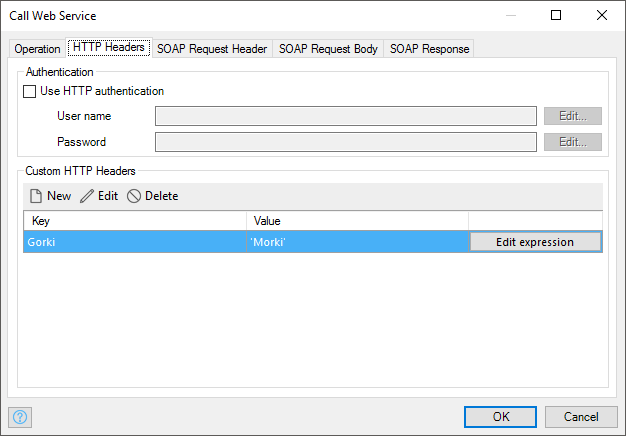 Call Web Service
Operation HTTP Headers SOAP Request Header SOAP Request Body SOAP Response
Authentication
Use HTTP authentication
User name Edit...
Password Edit...
Custom HTTP Headers
New Edit Delete
Key Value
Gorki 'Morki' Edit expression
? OK Cancel